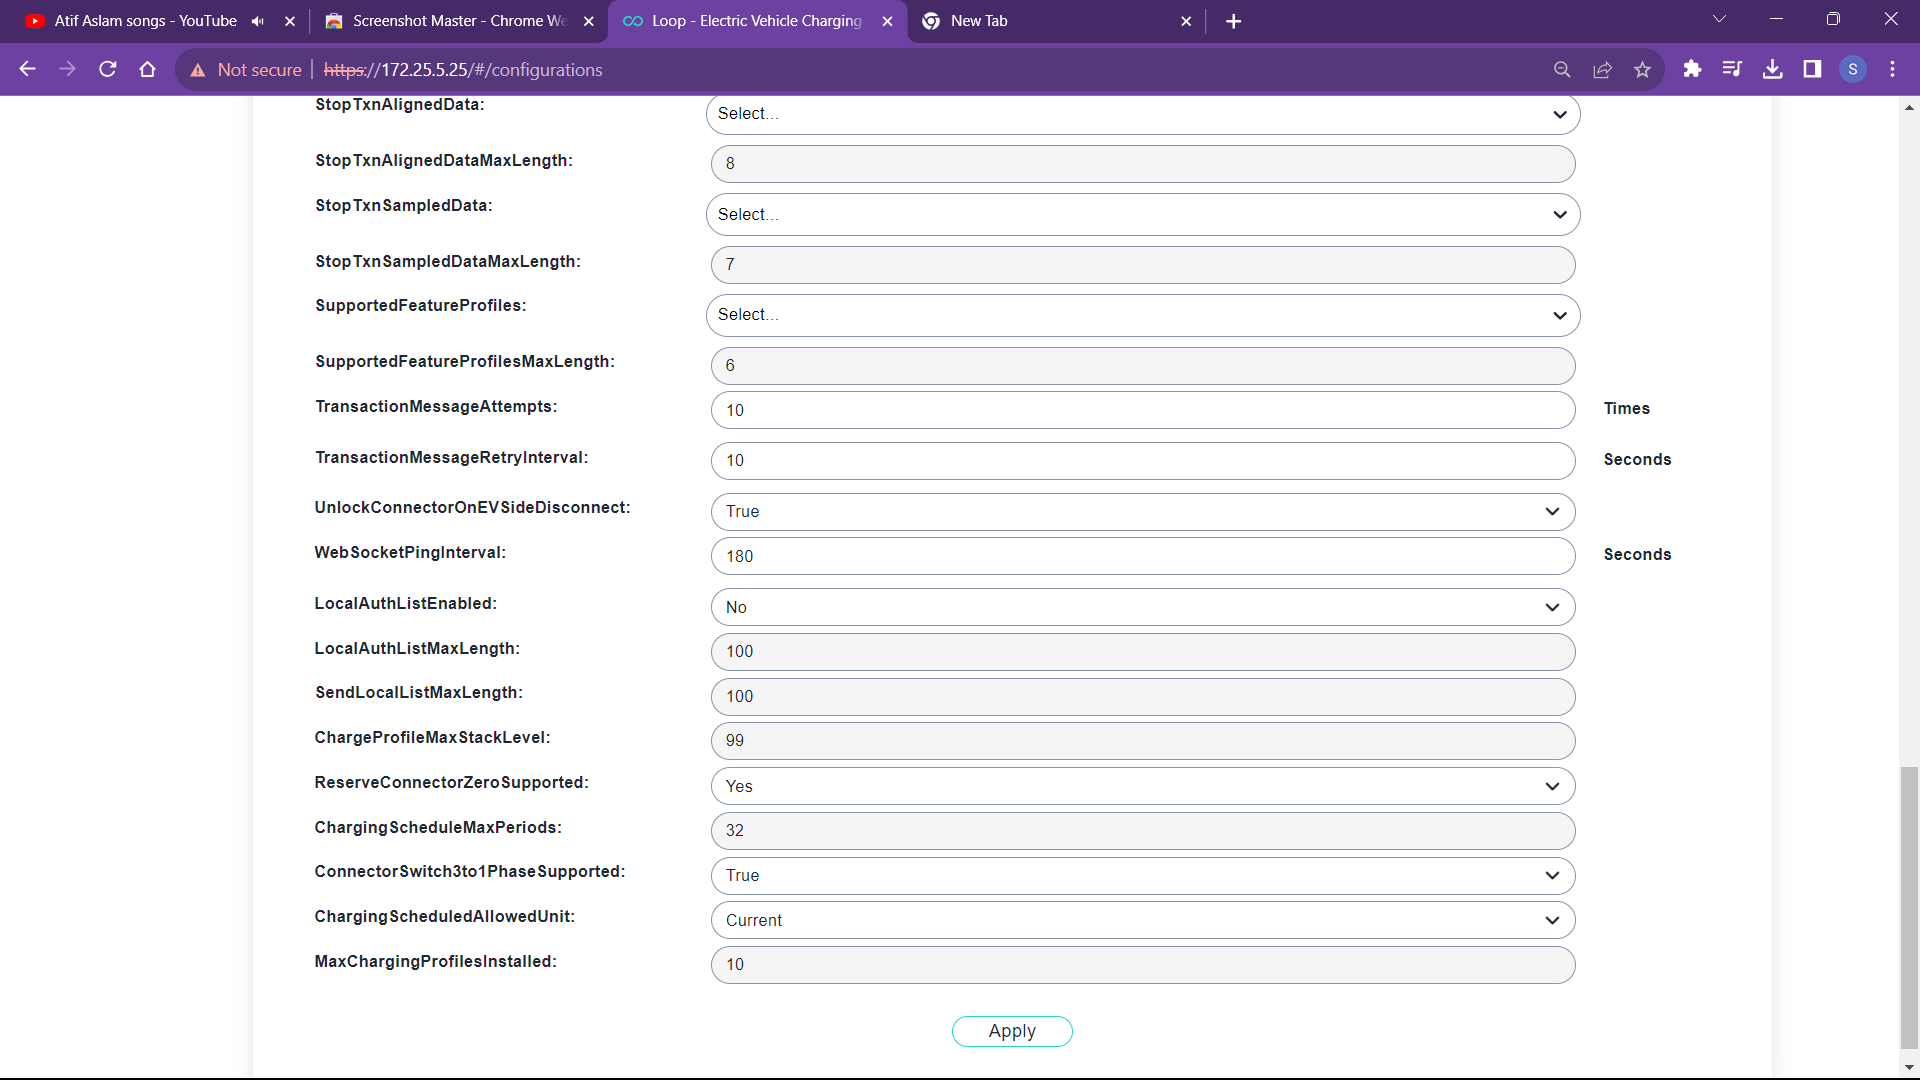 Atif Aslam songs - YouTube
Screenshot Master - Chrome We
Loop - Electric Vehicle Charging
New Tab
Not secure https://172.25.5.25/#/configurations
S
StopTxnAlignedData: Select...
StopTxnAlignedDataMaxLength: 8
StopTxnSampledData: Select...
StopTxnSampledDataMaxLength: 7
SupportedFeatureProfiles: Select...
SupportedFeatureProfilesMaxLength: 6
TransactionMessageAttempts: 10 Times
TransactionMessageRetryInterval: 10 Seconds
UnlockConnectorOnEVSideDisconnect: True
WebSocketPingInterval: 180 Seconds
LocalAuthListEnabled: No
LocalAuthListMaxLength: 100
SendLocalListMaxLength: 100
ChargeProfileMaxStackLevel: 99
ReserveConnectorZeroSupported: Yes
ChargingScheduleMaxPeriods: 32
ConnectorSwitch3to1PhaseSupported: True
ChargingScheduledAllowedUnit: Current
MaxChargingProfilesInstalled: 10
Apply